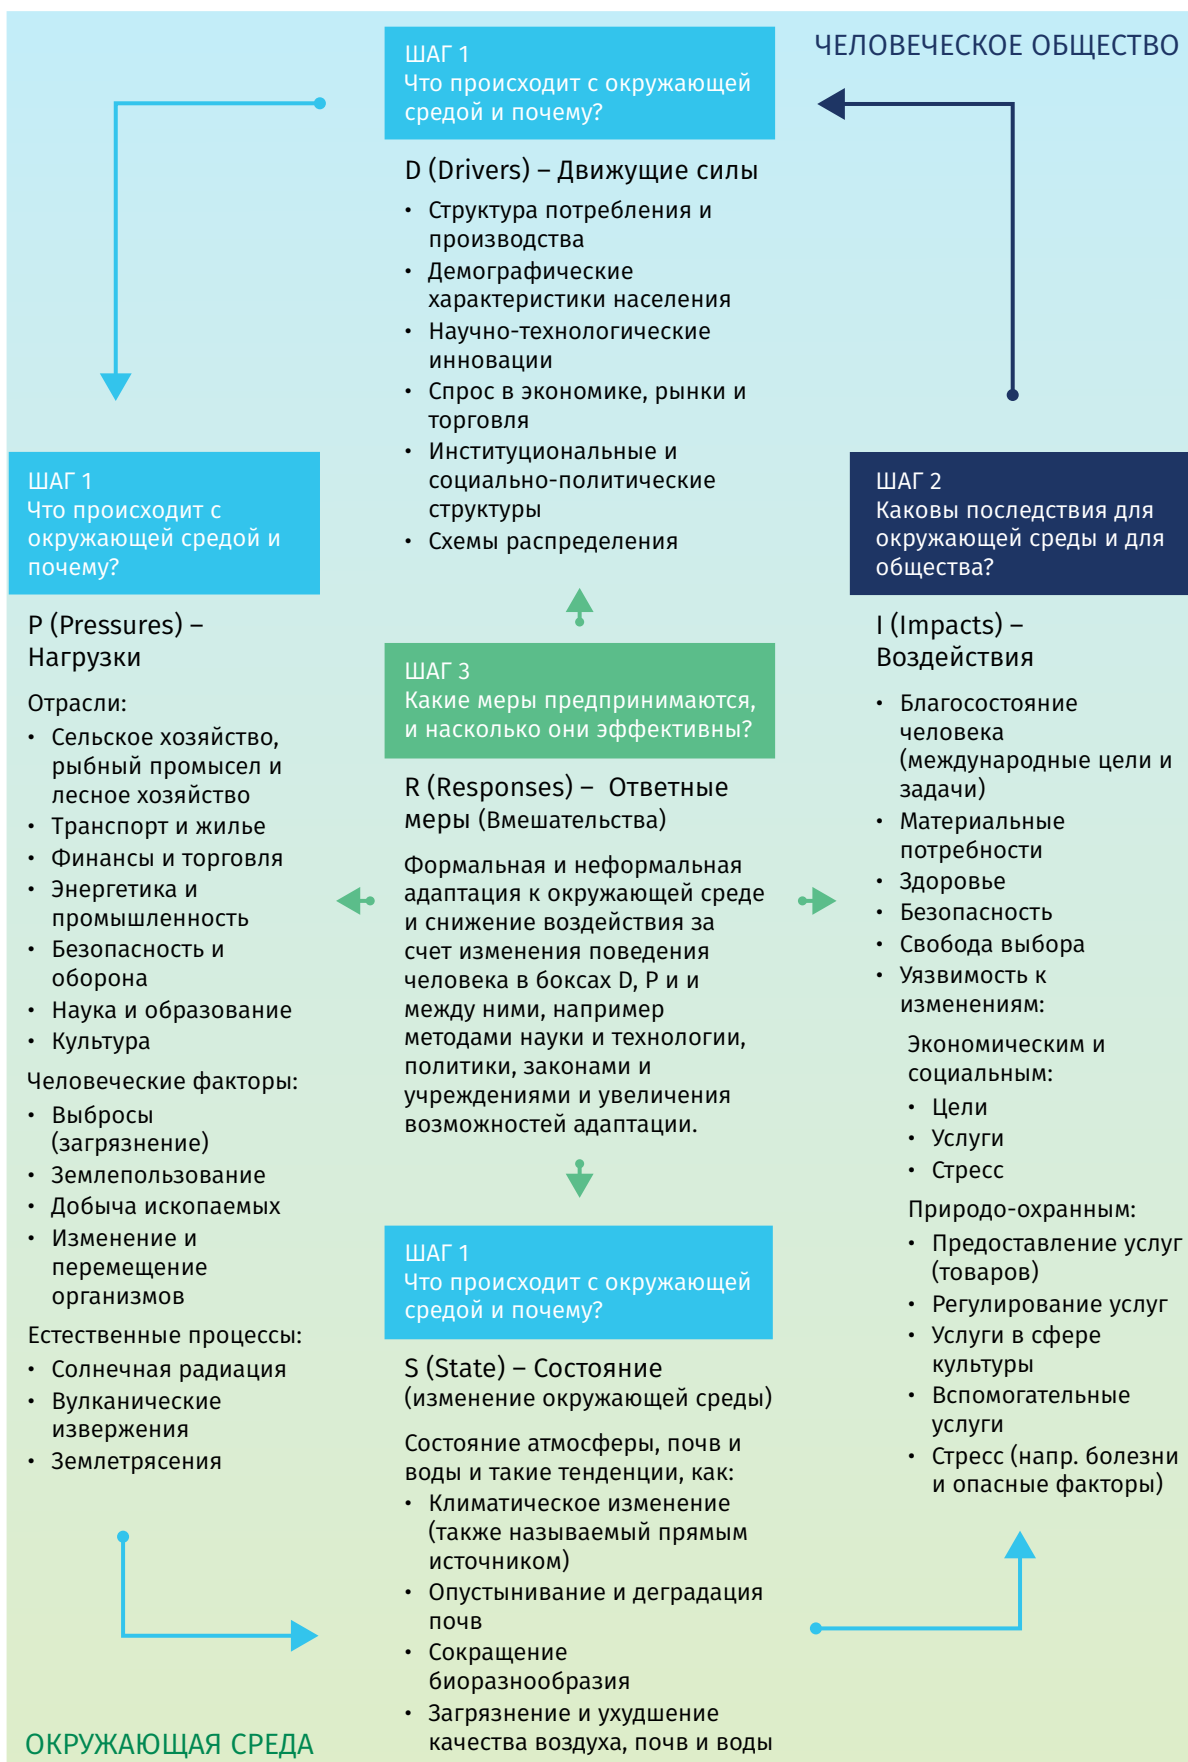 ЧЕЛОВЕЧЕСКОЕ ОБЩЕСТВО
ШАГ 1
Что происходит с окружающей
средой и почему?
D (Drivers) – Движущие силы
• Структура потребления и
производства
• Демографические
характеристики населения
• Научно-технологические
инновации
• Спрос в экономике, рынки и
торговля
• Институциональные и
социально-политические
структуры
• Схемы распределения
ШАГ 1
Что происходит с
окружающей средой и
почему?
P (Pressures) –
Нагрузки
Отрасли:
• Сельское хозяйство,
рыбный промысел и
лесное хозяйство
• Транспорт и жилье
• Финансы и торговля
• Энергетика и
промышленность
• Безопасность и
оборона
• Наука и образование
• Культура
Человеческие факторы:
• Выбросы
(загрязнение)
• Землепользование
• Добыча ископаемых
• Изменение и
перемещение
организмов
Естественные процессы:
• Солнечная радиация
• Вулканические
извержения
• Землетрясения
ШАГ 3
Какие меры предпринимаются,
и насколько они эффективны?
R (Responses) – Ответные
меры (Вмешательства)
Формальная и неформальная
адаптация к окружающей среде
и снижение воздействия за
счет изменения поведения
человека в боксах D, P и и
между ними, например
методами науки и технологии,
политики, законами и
учреждениями и увеличения
возможностей адаптации.
ШАГ 1
Что происходит с окружающей
средой и почему?
S (State) – Состояние
(изменение окружающей среды)
Состояние атмосферы, почв и
воды и такие тенденции, как:
• Климатическое изменение
(также называемый прямым
источником)
• Опустынивание и деградация
почв
• Сокращение
биоразнообразия
• Загрязнение и ухудшение
качества воздуха, почв и воды
ШАГ 2
Каковы последствия для
окружающей среды и для
общества?
I (Impacts) –
Воздействия
• Благосостояние
человека
(международные цели и
задачи)
• Материальные
потребности
• Здоровье
• Безопасность
• Свобода выбора
• Уязвимость к
изменениям:
Экономическим и
социальным:
• Цели
• Услуги
• Стресс
Природо-охранным:
• Предоставление услуг
(товаров)
• Регулирование услуг
• Услуги в сфере
культуры
• Вспомогательные
услуги
• Стресс (напр. болезни
и опасные факторы)
ОКРУЖАЮЩАЯ СРЕДА